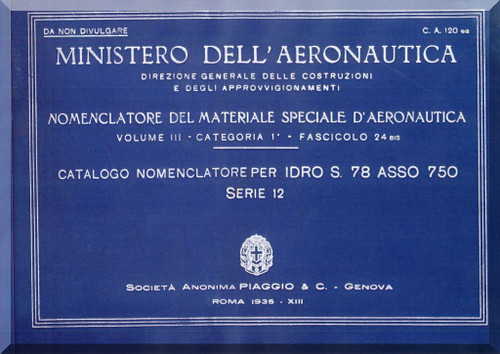 DA NON DIVULGARE
C. A. 120 BIS
MINISTERO DELL'AERONAUTICA
DIREZIONE GENERALE DELLE COSTRUZIONI
E DEGLI APPROVVIGIONAMENTI
NOMENCLATORE DEL MATERIALE SPECIALE D'AERONAUTICA
VOLUME III - CATEGORIA 1ª - FASCICOLO 24 BIS
CATALOGO NOMENCLATORE PER IDRO S. 78 ASSO 750
SERIE 12
SOCIETÀ ANONIMA PIAGGIO & C. - GENOVA
ROMA 1935 - XIII